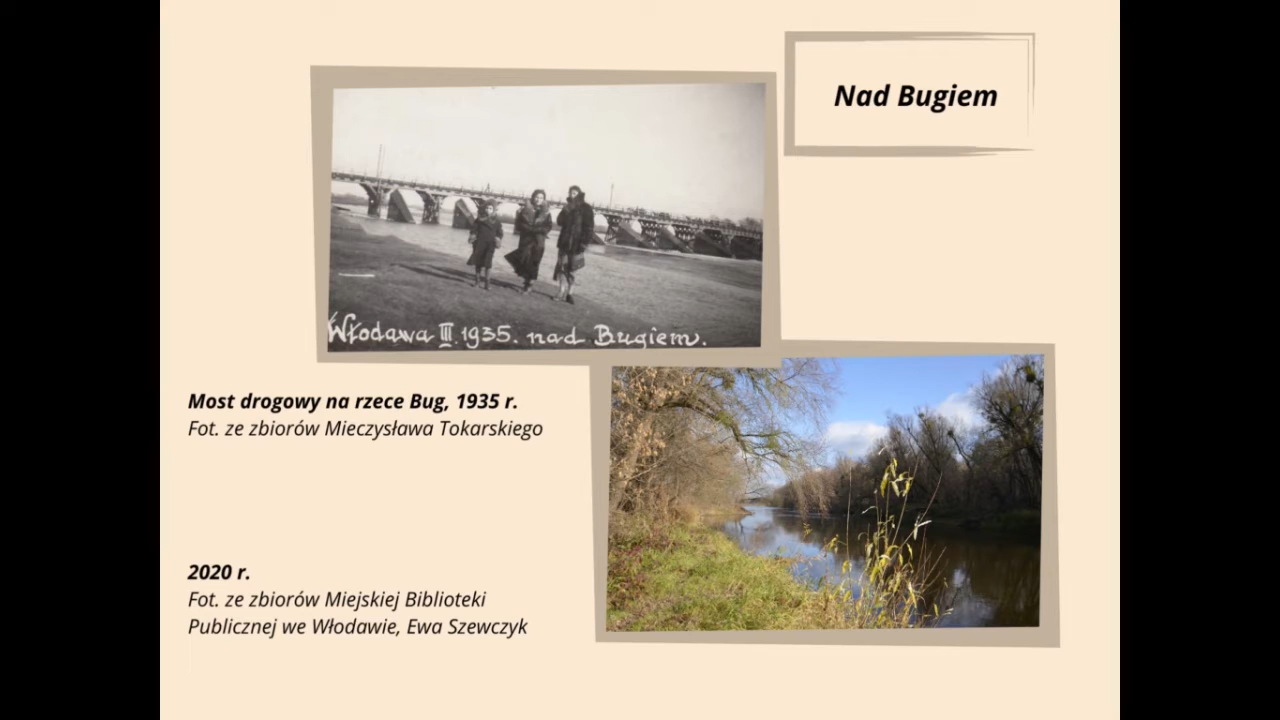 Nad Bugiem
Włodawa III 1935. nad Bugiem.
Most drogowy na rzece Bug, 1935 r.
Fot. ze zbiorów Mieczysława Tokarskiego
2020 r.
Fot. ze zbiorów Miejskiej Biblioteki
Publicznej we Włodawie, Ewa Szewczyk